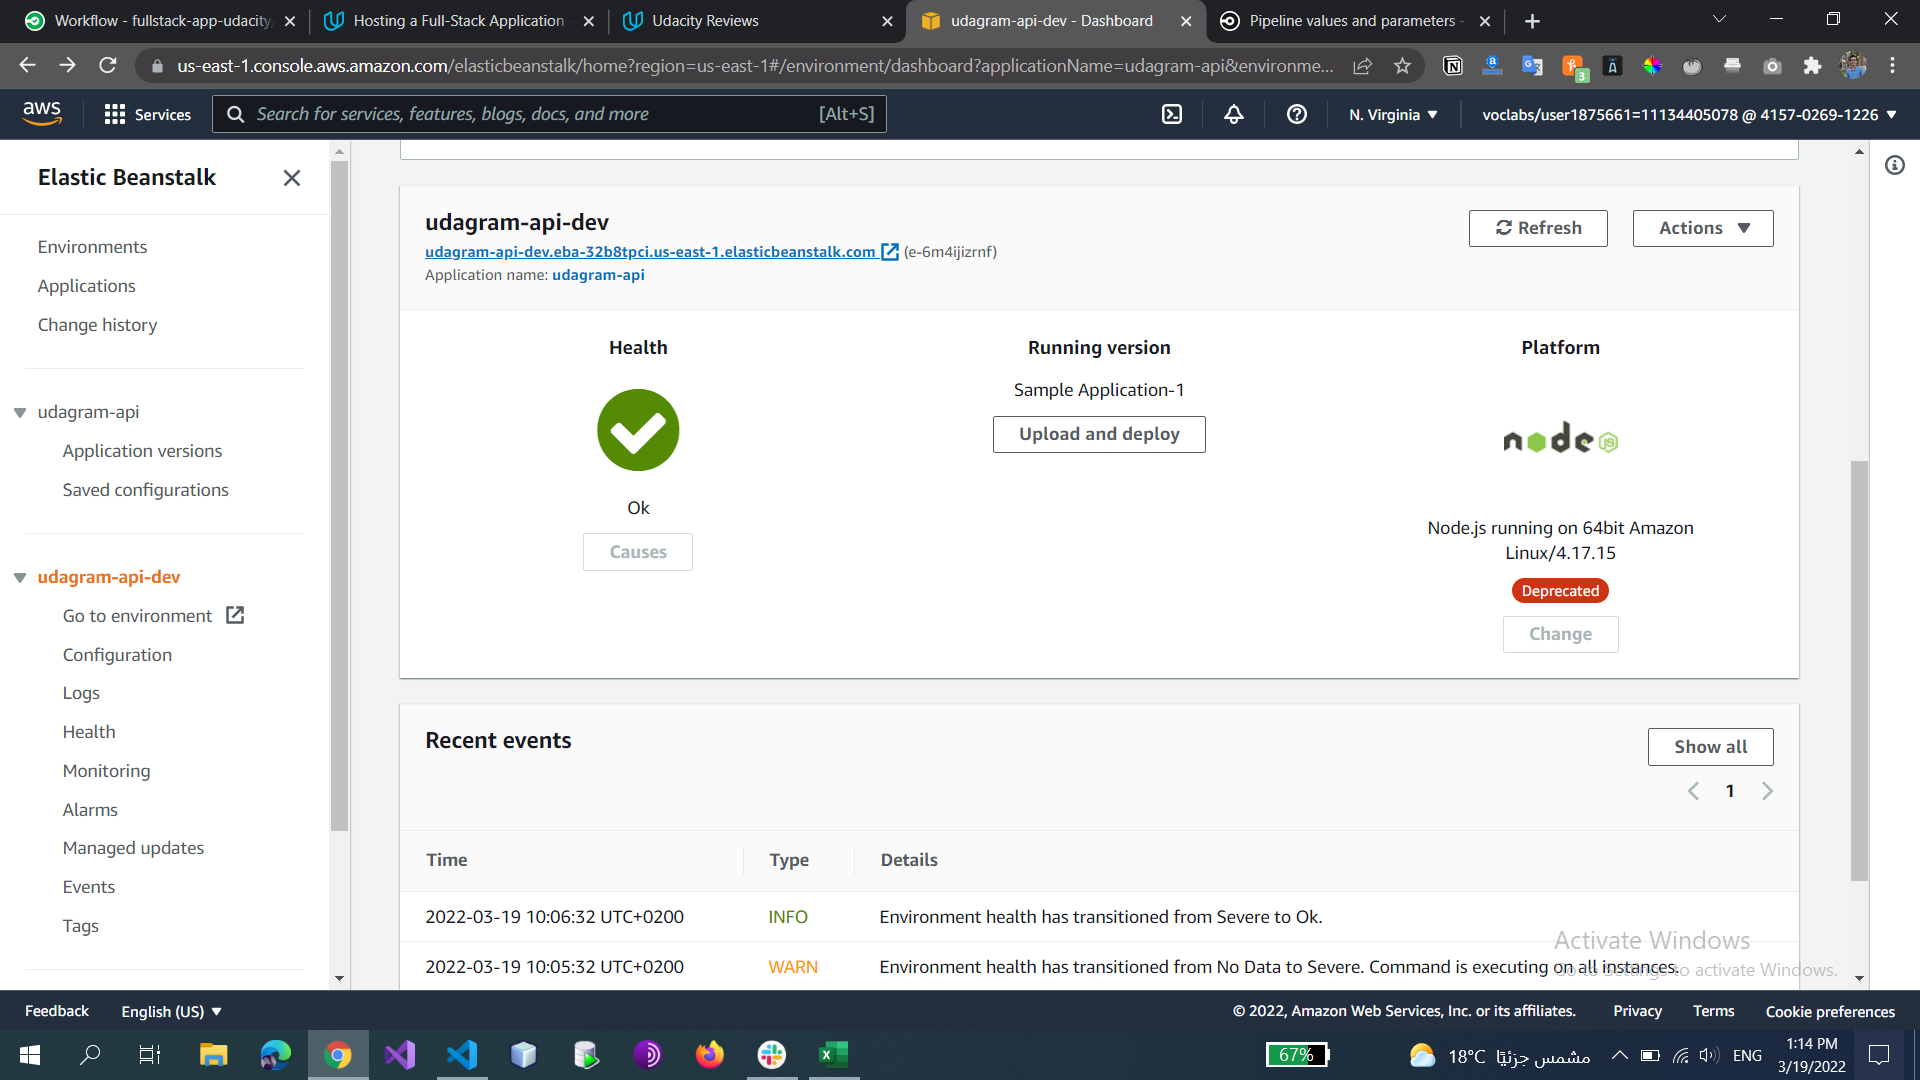 Workflow - fullstack-app-udacity
Hosting a Full-Stack Application
Udacity Reviews
udagram-api-dev - Dashboard
Pipeline values and parameters -
us-east-1.console.aws.amazon.com/elasticbeanstalk/home?region=us-east-1#/environment/dashboard?applicationName=udagram-api&environme...
3
aws
Services
Search for services, features, blogs, docs, and more
[Alt+S]
N. Virginia
voclabs/user1875661=11134405078 @ 4157-0269-1226
Elastic Beanstalk
Environments
Applications
Change history
udagram-api
Application versions
Saved configurations
udagram-api-dev
Go to environment
Configuration
Logs
Health
Monitoring
Alarms
Managed updates
Events
Tags
udagram-api-dev
udagram-api-dev.eba-32b8tpci.us-east-1.elasticbeanstalk.com (e-6m4ijizrnf)
Application name: udagram-api
Refresh
Actions
Health
Ok
Causes
Running version
Sample Application-1
Upload and deploy
Platform
node JS
Node.js running on 64bit Amazon
Linux/4.17.15
Deprecated
Change
Recent events
Show all
1
Time Type Details
2022-03-19 10:06:32 UTC+0200 INFO Environment health has transitioned from Severe to Ok.
2022-03-19 10:05:32 UTC+0200 WARN Environment health has transitioned from No Data to Severe. Command is executing on all instances.
Activate Windows
Go to Settings to activate Windows.
Feedback
English (US)
© 2022, Amazon Web Services, Inc. or its affiliates.
Privacy
Terms
Cookie preferences
67%
18°C مشمس جزئيًا
ENG
1:14 PM
3/19/2022